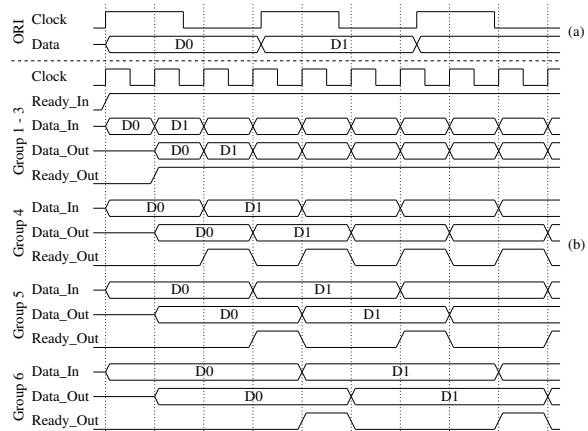 ORI
Clock
(a)
Data D0 D1
Clock
Group 1 - 3
Ready_In
Data_In D0 D1
Data_Out D0 D1
Ready_Out
Group 4
Data_In D0 D1
Data_Out D0 D1
(b)
Ready_Out
Group 5
Data_In D0 D1
Data_Out D0 D1
Ready_Out
Group 6
Data_In D0 D1
Data_Out D0 D1
Ready_Out